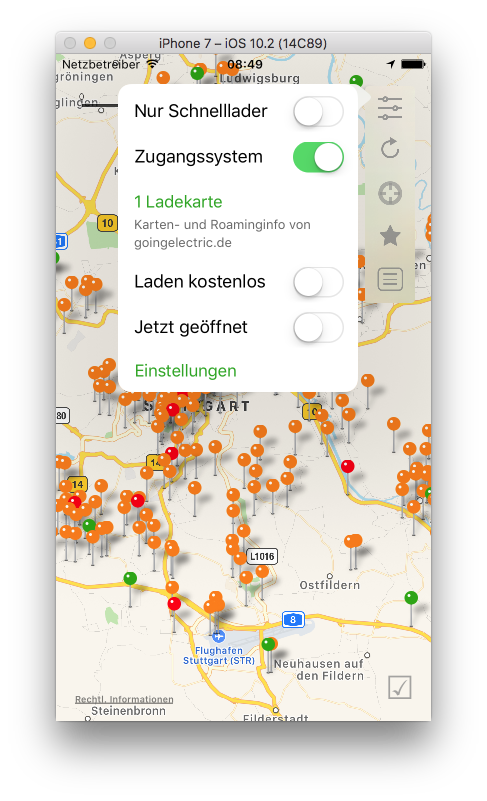 iPhone 7 – iOS 10.2 (14C89)
Netzbetreiber
08:49
Asperg
Ludwigsburg
gröningen
Nur Schnelllader
Zugangssystem
10
1 Ladekarte
Karten- und Roaminginfo von
goingelectric.de
Laden kostenlos
Jetzt geöffnet
Einstellungen
80
14
L1016
Ostfildern
8
Flughafen
Stuttgart (STR)
Neuhausen auf
den Fildern
Rechtl. Informationen
Steinenbronn
Filderstadt